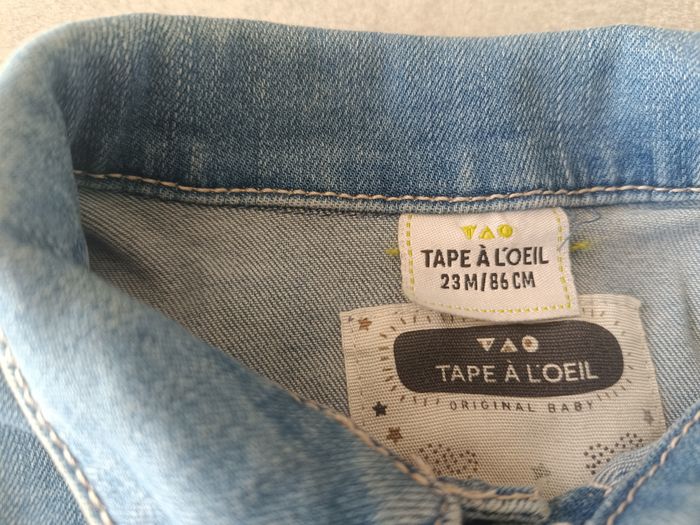 TAPE À L'OEIL
23M/86CM
TAPE À L'OEIL
ORIGINAL BABY